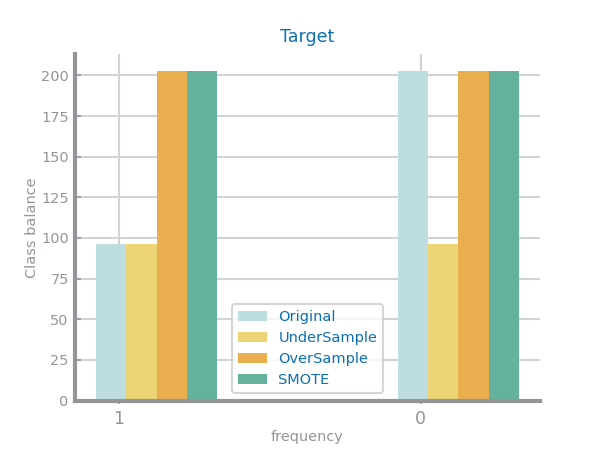 Target
Class balance
200
175
150
125
100
75
50
25
0
Original
UnderSample
OverSample
SMOTE
1
0
frequency